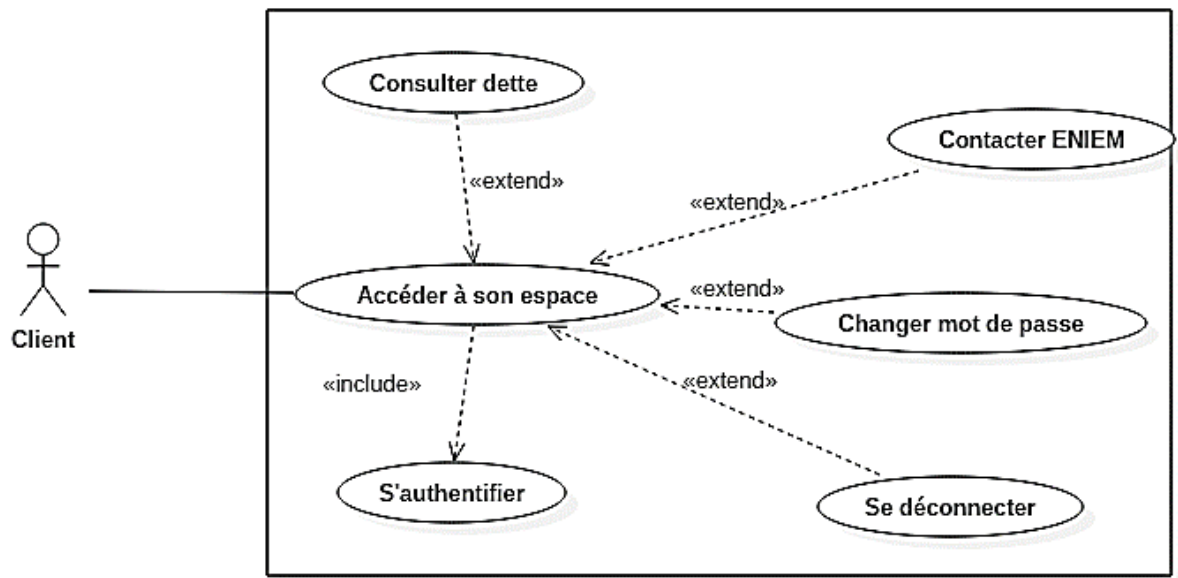 Consulter dette
Contacter ENIEM
«extend»
«extend»
Accéder à son espace
«extend»
Changer mot de passe
Client
«include»
«extend»
S'authentifier
Se déconnecter